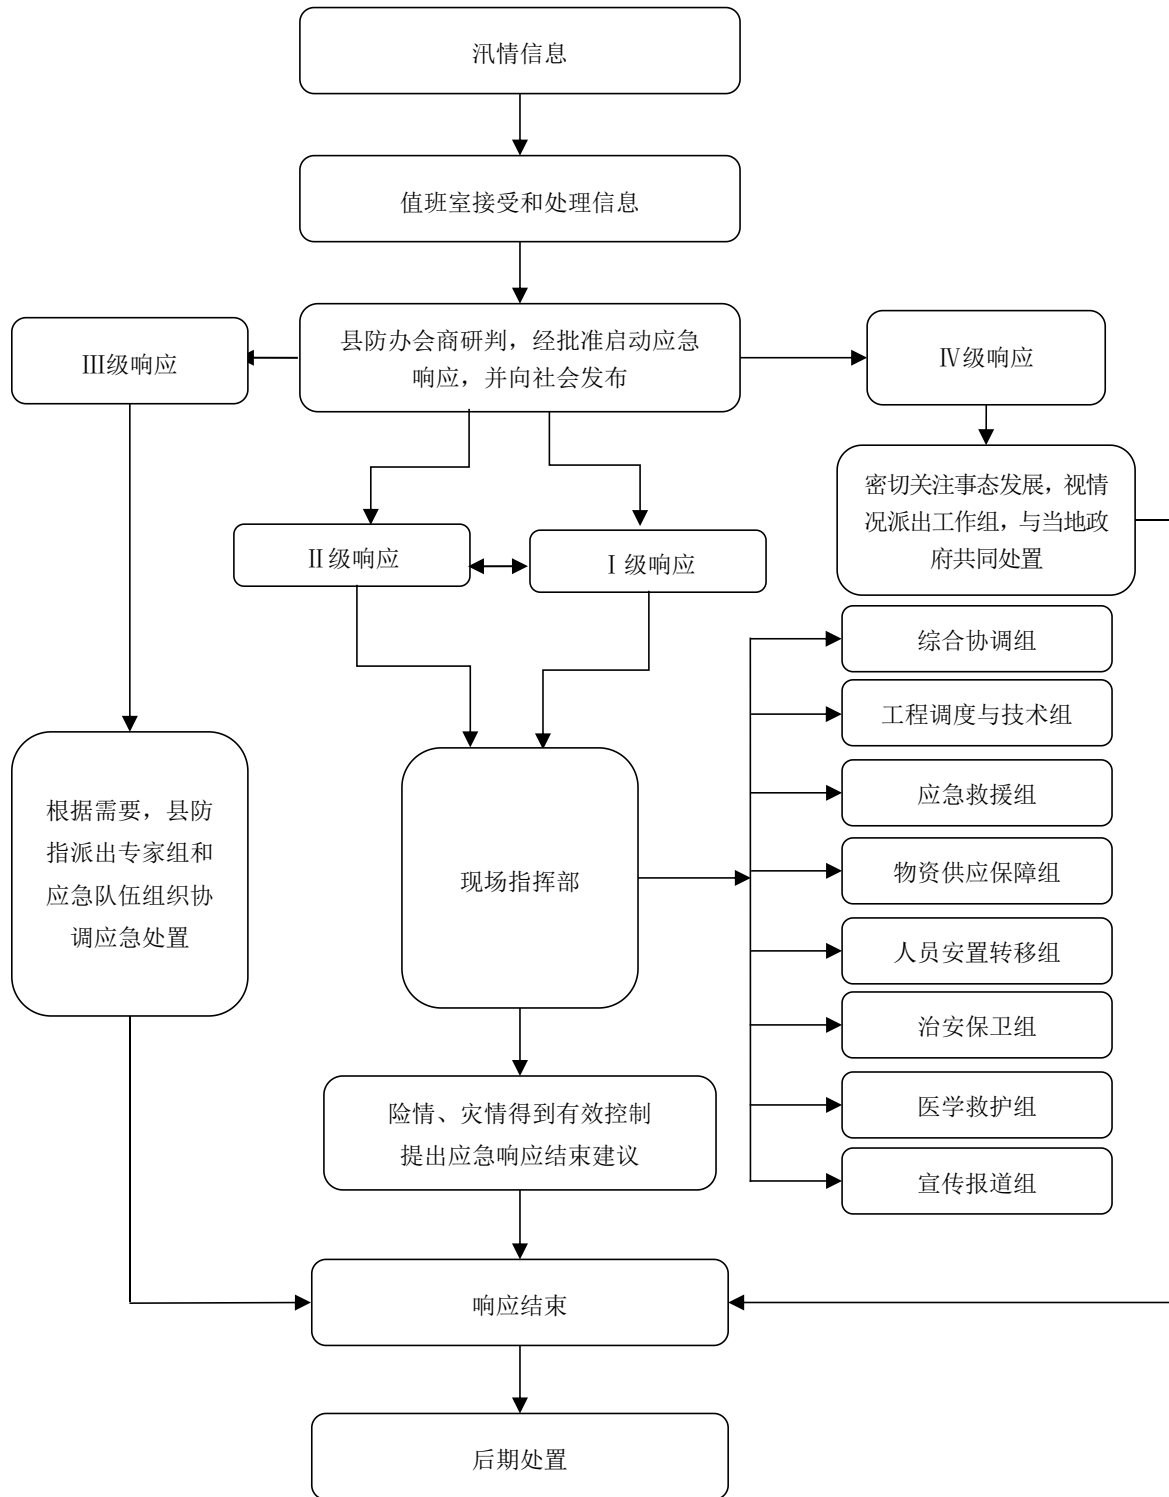 汛情信息
值班室接受和处理信息
县防办会商研判，经批准启动应急
响应，并向社会发布
Ⅲ级响应
Ⅳ级响应
密切关注事态发展，视情
况派出工作组，与当地政
府共同处置
Ⅱ级响应
Ⅰ级响应
综合协调组
工程调度与技术组
应急救援组
物资供应保障组
人员安置转移组
治安保卫组
医学救护组
宣传报道组
根据需要，县防
指派出专家组和
应急队伍组织协
调应急处置
现场指挥部
险情、灾情得到有效控制
提出应急响应结束建议
响应结束
后期处置